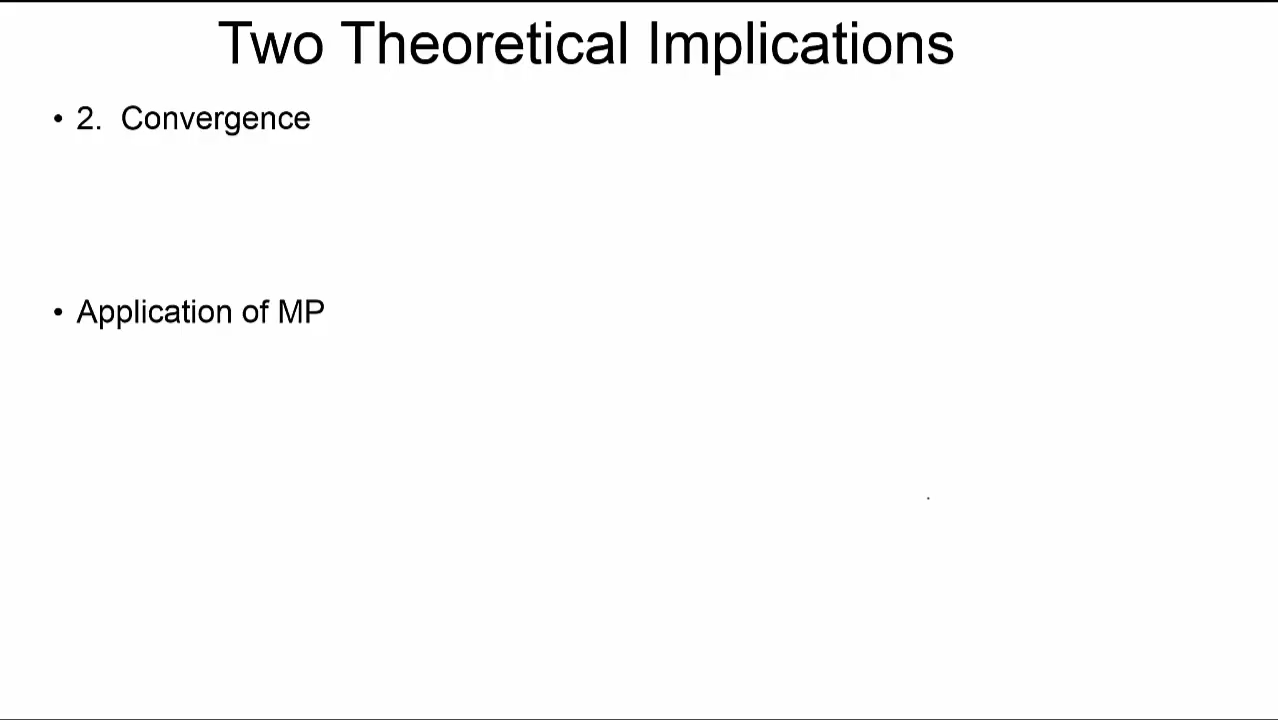 Two Theoretical Implications
• 2. Convergence
• Application of MP